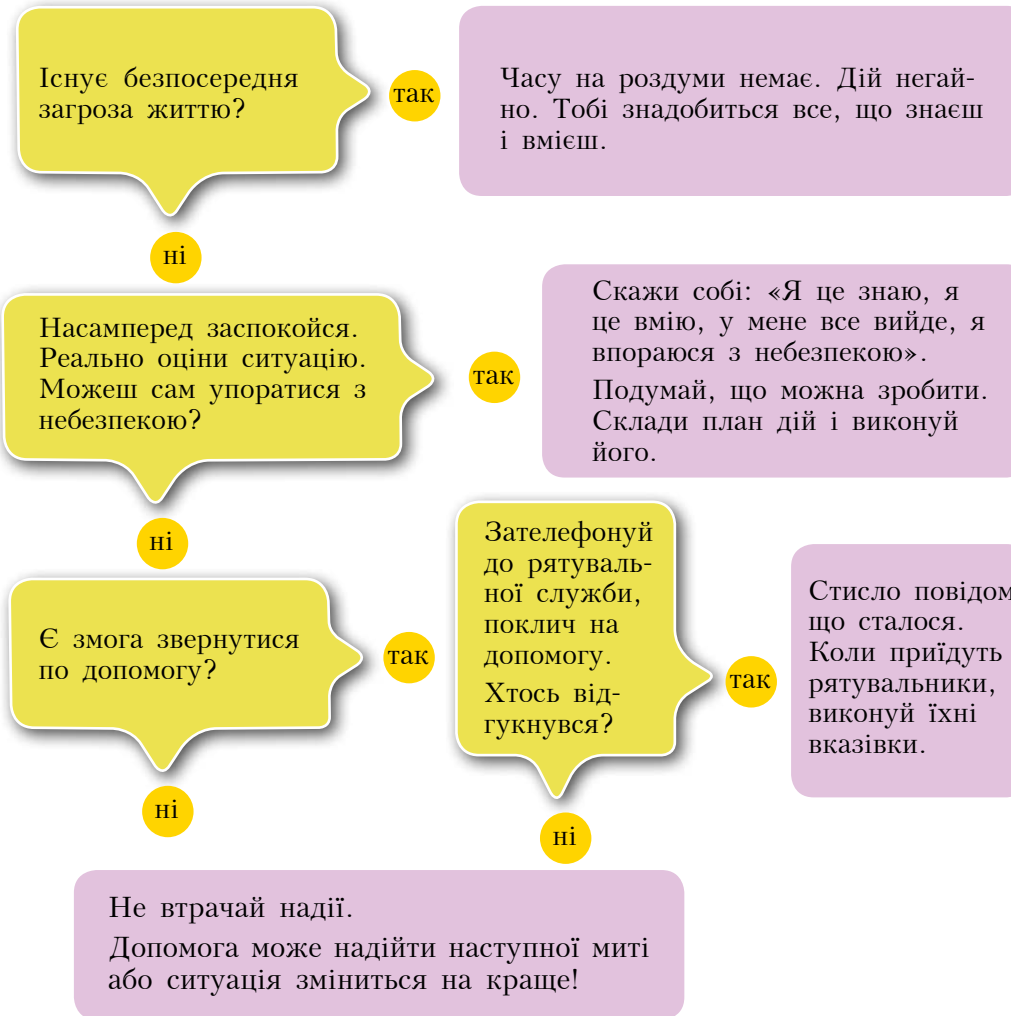 Існує безпосередня
загроза життю?
так
Часу на роздуми немає. Дій негай-
но. Тобі знадобиться все, що знаєш
і вмієш.
ні
Насамперед заспокойся.
Реально оціни ситуацію.
Можеш сам упоратися з
небезпекою?
так
Скажи собі: «Я це знаю, я
це вмію, у мене все вийде, я
впораюся з небезпекою».
Подумай, що можна зробити.
Склади план дій і виконуй
його.
ні
Є змога звернутися
по допомогу?
так
Зателефонуй
до рятуваль-
ної служби,
поклич на
допомогу.
Хтось від-
гукнувся?
так
Стисло повідом
що сталося.
Коли приїдуть
рятувальники,
виконуй їхні
вказівки.
ні
ні
Не втрачай надії.
Допомога може надійти наступної миті
або ситуація зміниться на краще!